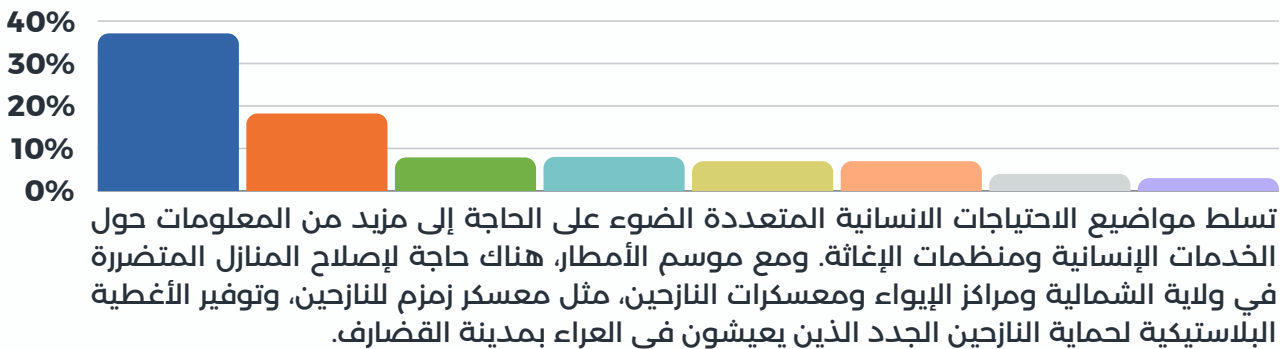 40%
30%
20%
10%
0%
تسلط مواضيع الاحتياجات الانسانية المتعددة الضوء على الحاجة إلى مزيد من المعلومات حول
الخدمات الإنسانية ومنظمات الإغاثة. ومع موسم الأمطار، هناك حاجة لإصلاح المنازل المتضررة
في ولاية الشمالية ومراكز الإيواء ومعسكرات النازحين، مثل معسكر زمزم للنازحين، وتوفير الأغطية
البلاستيكية لحماية النازحين الجدد الذين يعيشون في العراء بمدينة القضارف.